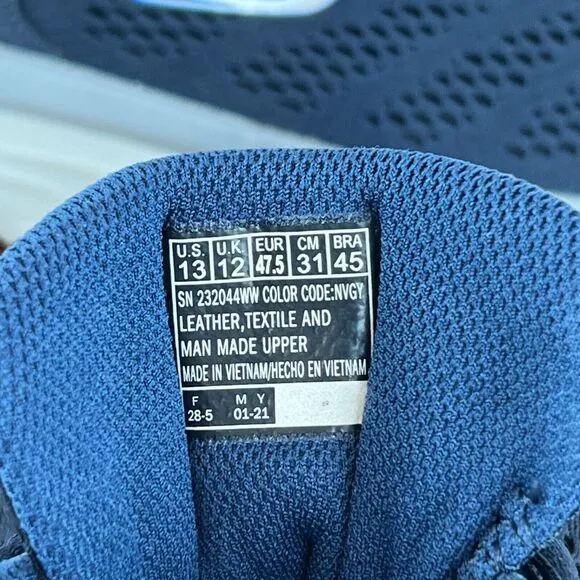 U.S. U.K. EUR CM BRA
13 12 47.5 31 45
SN 232044WW COLOR CODE:NVGY
LEATHER,TEXTILE AND
MAN MADE UPPER
MADE IN VIETNAM/HECHO EN VIETNAM
F M Y
28-5 01-21